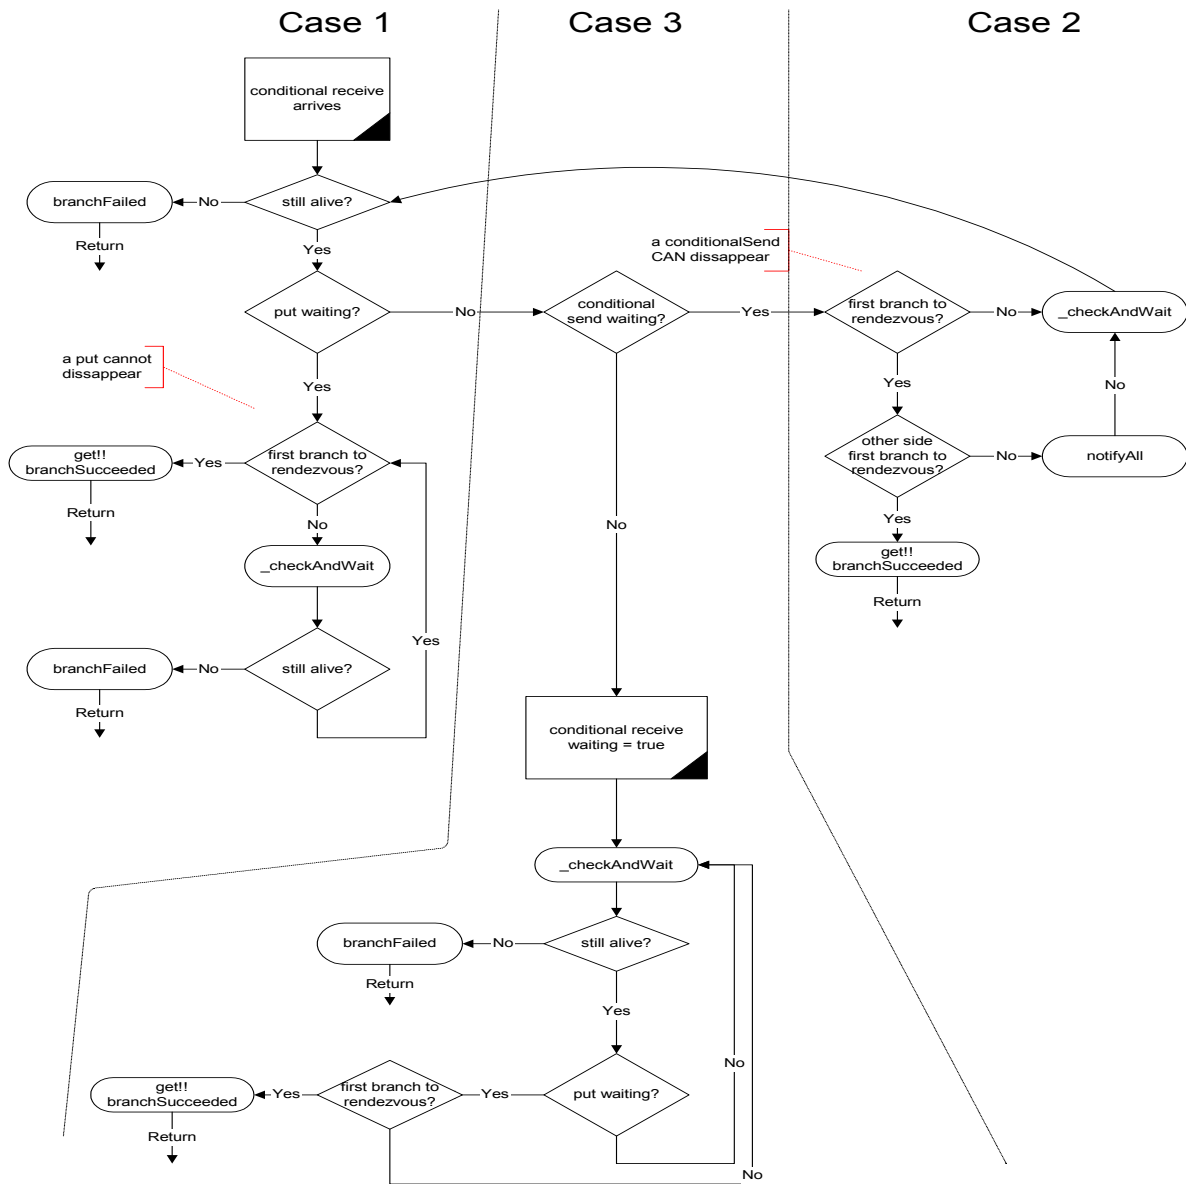 Case 1
Case 3
Case 2
conditional receive
arrives
branchFailed
No
still alive?
Return
Yes
a conditionalSend
CAN dissappear
put waiting?
No
conditional
send waiting?
Yes
first branch to
rendezvous?
No
_checkAndWait
a put cannot
dissappear
Yes
Yes
No
get!!
branchSucceeded
Yes
first branch to
rendezvous?
other side
first branch to
rendezvous?
No
notifyAll
Return
No
No
Yes
_checkAndWait
get!!
branchSucceeded
Return
Yes
branchFailed
No
still alive?
Return
conditional receive
waiting = true
_checkAndWait
branchFailed
No
still alive?
Return
Yes
No
get!!
branchSucceeded
Yes
first branch to
rendezvous?
Yes
put waiting?
Return
No